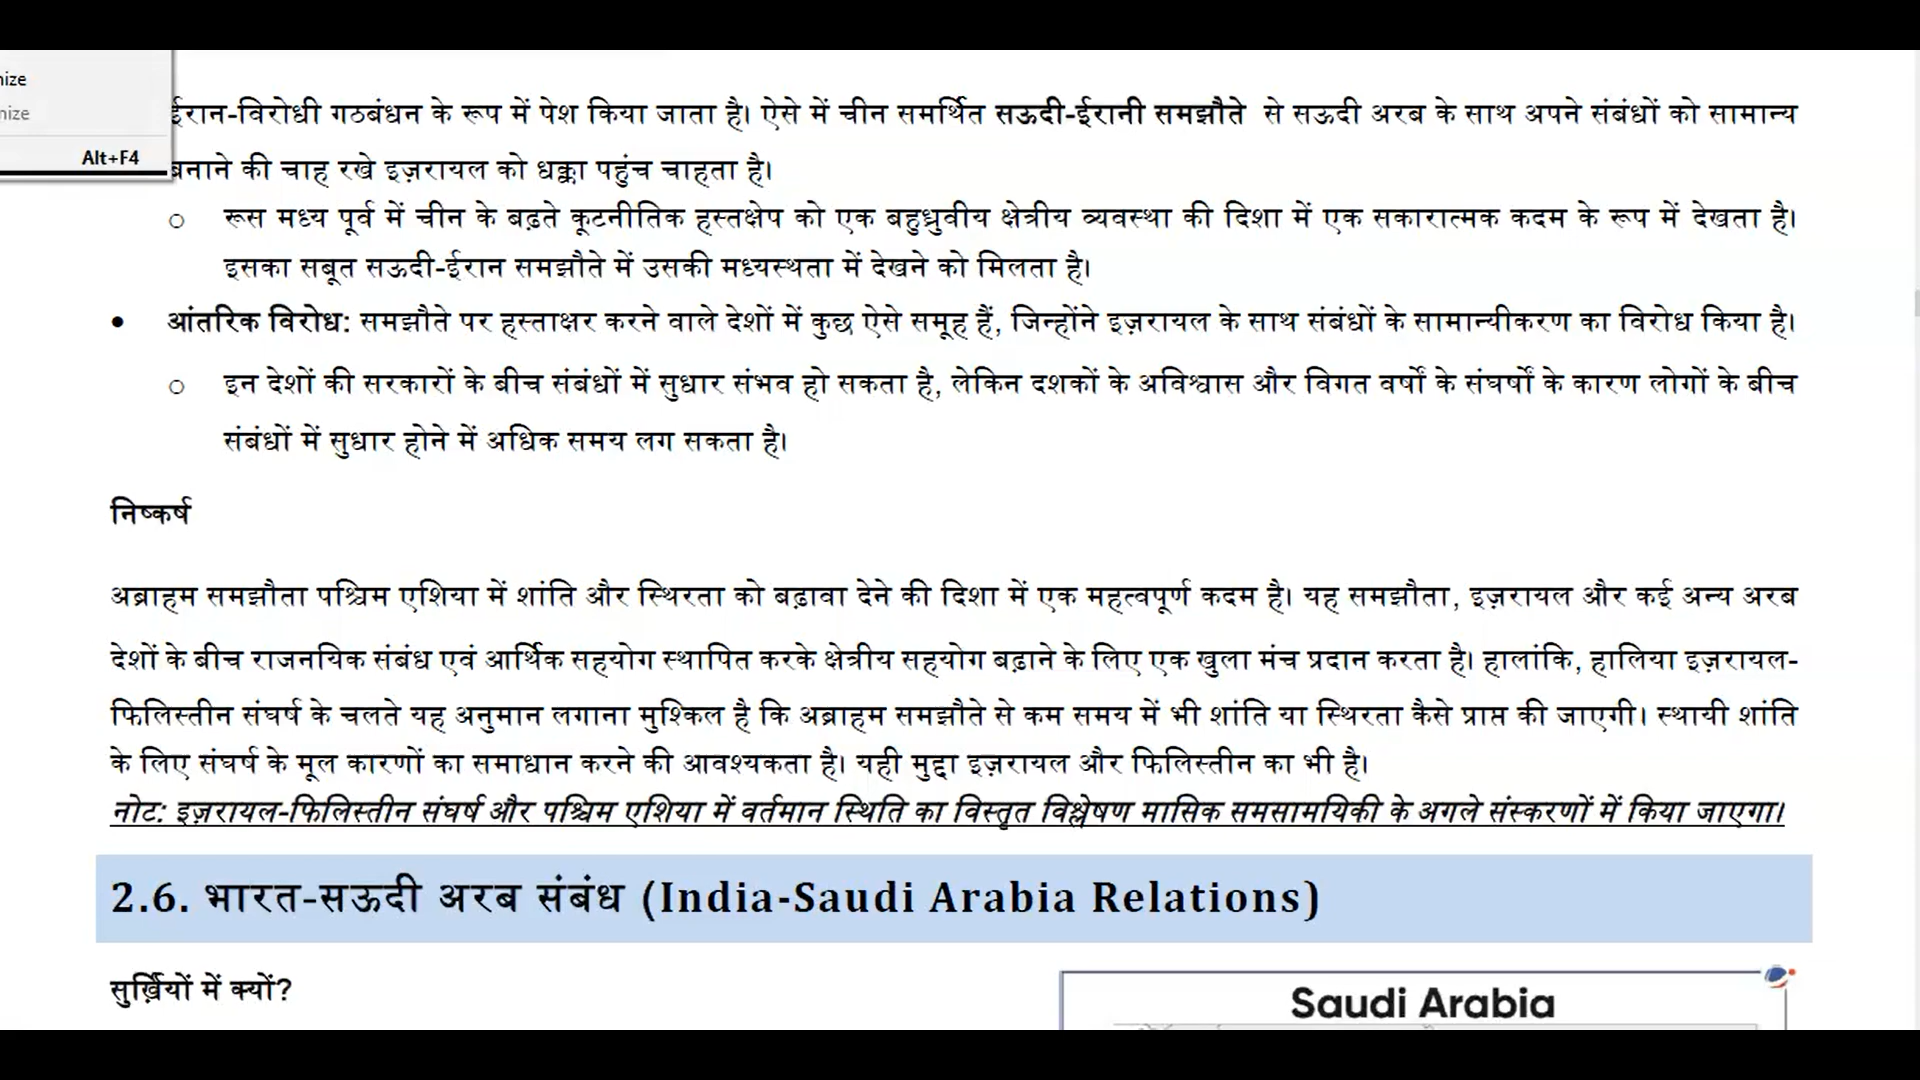 nize
nize
Alt+F4
ईरान-विरोधी गठबंधन के रूप में पेश किया जाता है। ऐसे में चीन समर्थित सऊदी-ईरानी समझौते से सऊदी अरब के साथ अपने संबंधों को सामान्य
बनाने की चाह रखे इज़रायल को धक्का पहुंच चाहता है।
○ रूस मध्य पूर्व में चीन के बढ़ते कूटनीतिक हस्तक्षेप को एक बहुध्रुवीय क्षेत्रीय व्यवस्था की दिशा में एक सकारात्मक कदम के रूप में देखता है।
इसका सबूत सऊदी-ईरान समझौते में उसकी मध्यस्थता में देखने को मिलता है।
• आंतरिक विरोध: समझौते पर हस्ताक्षर करने वाले देशों में कुछ ऐसे समूह हैं, जिन्होंने इज़रायल के साथ संबंधों के सामान्यीकरण का विरोध किया है।
○ इन देशों की सरकारों के बीच संबंधों में सुधार संभव हो सकता है, लेकिन दशकों के अविश्वास और विगत वर्षों के संघर्षों के कारण लोगों के बीच
संबंधों में सुधार होने में अधिक समय लग सकता है।
निष्कर्ष
अब्राहम समझौता पश्चिम एशिया में शांति और स्थिरता को बढ़ावा देने की दिशा में एक महत्वपूर्ण कदम है। यह समझौता, इज़रायल और कई अन्य अरब
देशों के बीच राजनयिक संबंध एवं आर्थिक सहयोग स्थापित करके क्षेत्रीय सहयोग बढ़ाने के लिए एक खुला मंच प्रदान करता है। हालांकि, हालिया इज़रायल-
फिलिस्तीन संघर्ष के चलते यह अनुमान लगाना मुश्किल है कि अब्राहम समझौते से कम समय में भी शांति या स्थिरता कैसे प्राप्त की जाएगी। स्थायी शांति
के लिए संघर्ष के मूल कारणों का समाधान करने की आवश्यकता है। यही मुद्दा इज़रायल और फिलिस्तीन का भी है।
नोट: इज़रायल-फिलिस्तीन संघर्ष और पश्चिम एशिया में वर्तमान स्थिति का विस्तृत विश्लेषण मासिक समसामयिकी के अगले संस्करणों में किया जाएगा।
2.6. भारत-सऊदी अरब संबंध (India-Saudi Arabia Relations)
सुर्ख़ियों में क्यों?
Saudi Arabia